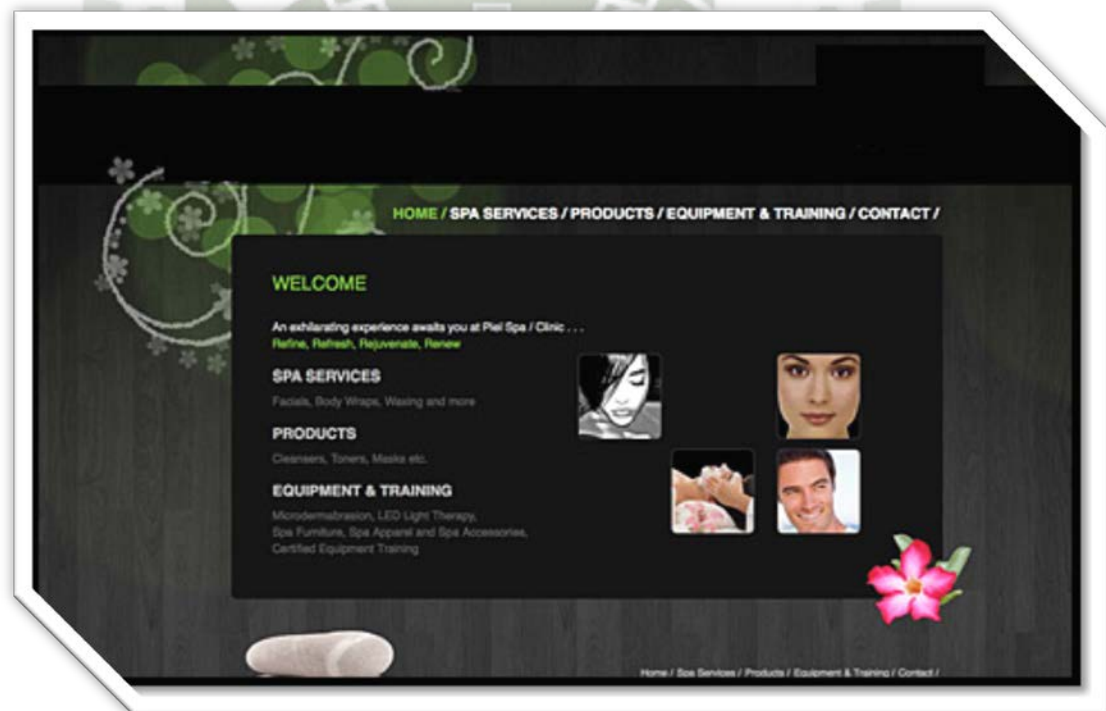 HOME / SPA SERVICES / PRODUCTS / EQUIPMENT & TRAINING / CONTACT /
WELCOME
An exhilarating experience awaits you at Piel Spa / Clinic . . .
Refine, Refresh, Rejuvenate, Renew
SPA SERVICES
Facials, Body Wraps, Waxing and more
PRODUCTS
Cleansers, Toners, Masks etc.
EQUIPMENT & TRAINING
Microdermabrasion, LED Light Therapy,
Spa Furniture, Spa Apparel and Spa Accessories,
Certified Equipment Training
Home / Spa Services / Products / Equipment & Training / Contact /